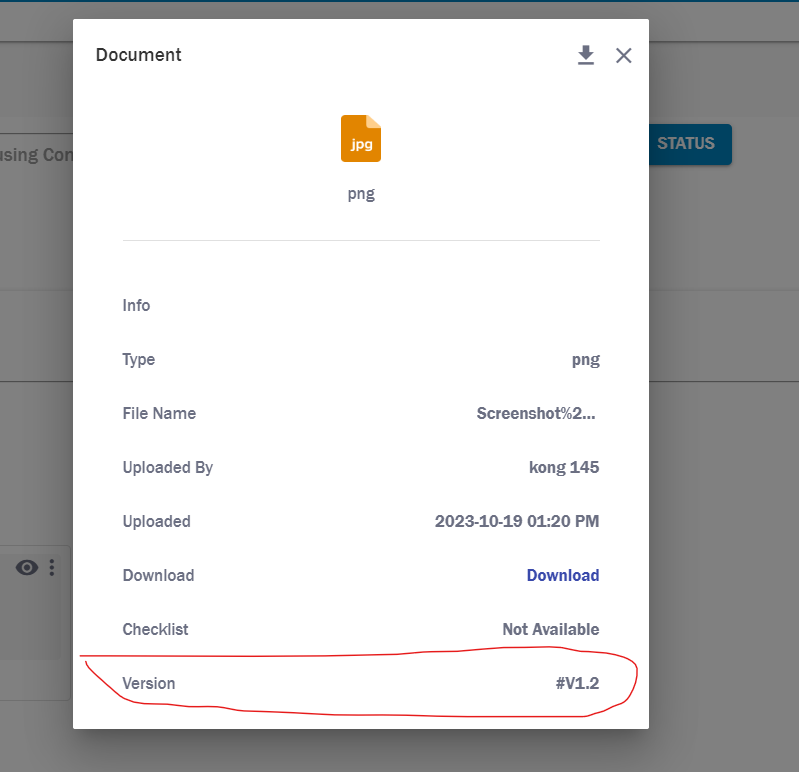 Document
using Con
STATUS
jpg
png
Info
Type png
File Name Screenshot%2...
Uploaded By kong 145
Uploaded 2023-10-19 01:20 PM
Download Download
Checklist Not Available
Version #V1.2